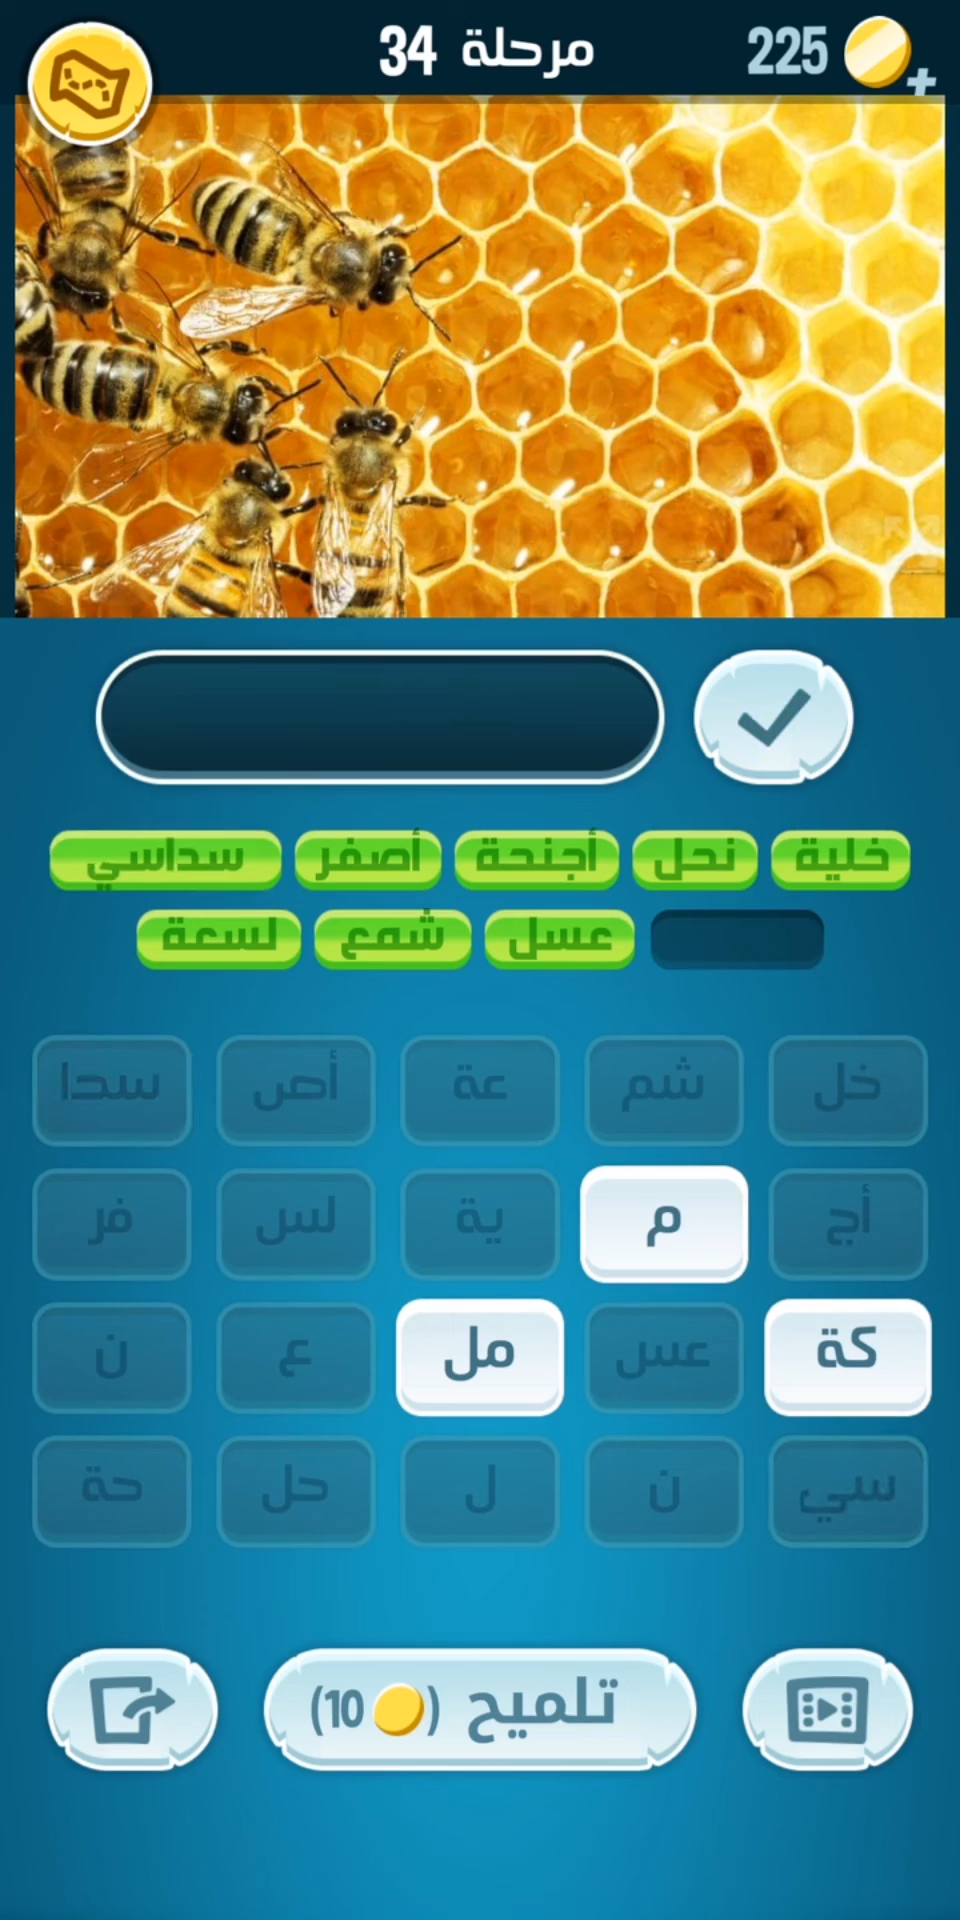 مرحلة 34
225
خلية نحل أجنحة أصفر سداسي
عسل شمع لسعة
خل شم عة أص سدا
أج م ية لس فر
كة عس مل ع ن
سي ن ل حل حة
تلميح (10)